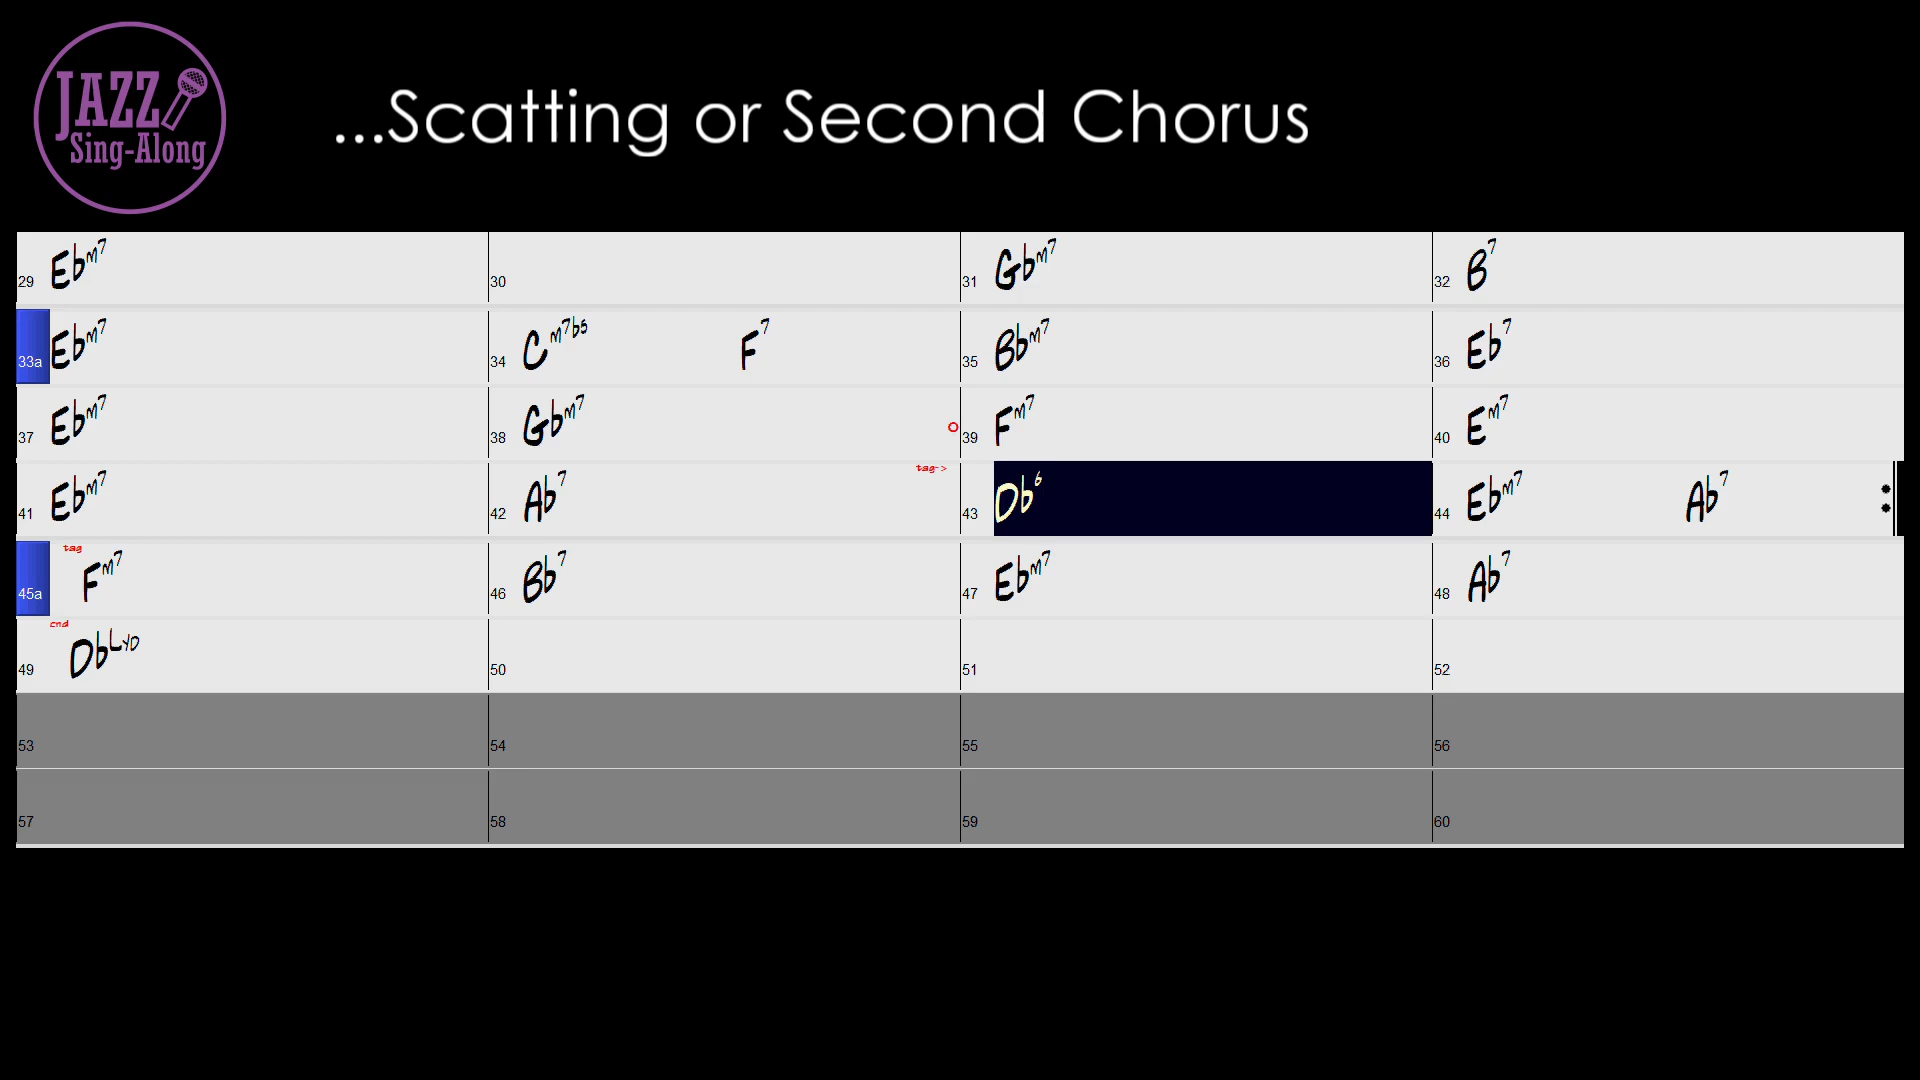 JAZZ
Sing-Along
...Scatting or Second Chorus
29 Ebm7 30 31 Gbm7 32 B7
33a Ebm7 34 Cm7b5 F7 35 Bbm7 36 Eb7
37 Ebm7 38 Gbm7 39 Fm7 40 Em7
tag->
41 Ebm7 42 Ab7 43 Db6 44 Ebm7 Ab7
tag
45a Fm7 46 Bb7 47 Ebm7 48 Ab7
end
49 DbLyd 50 51 52
53 54 55 56
57 58 59 60